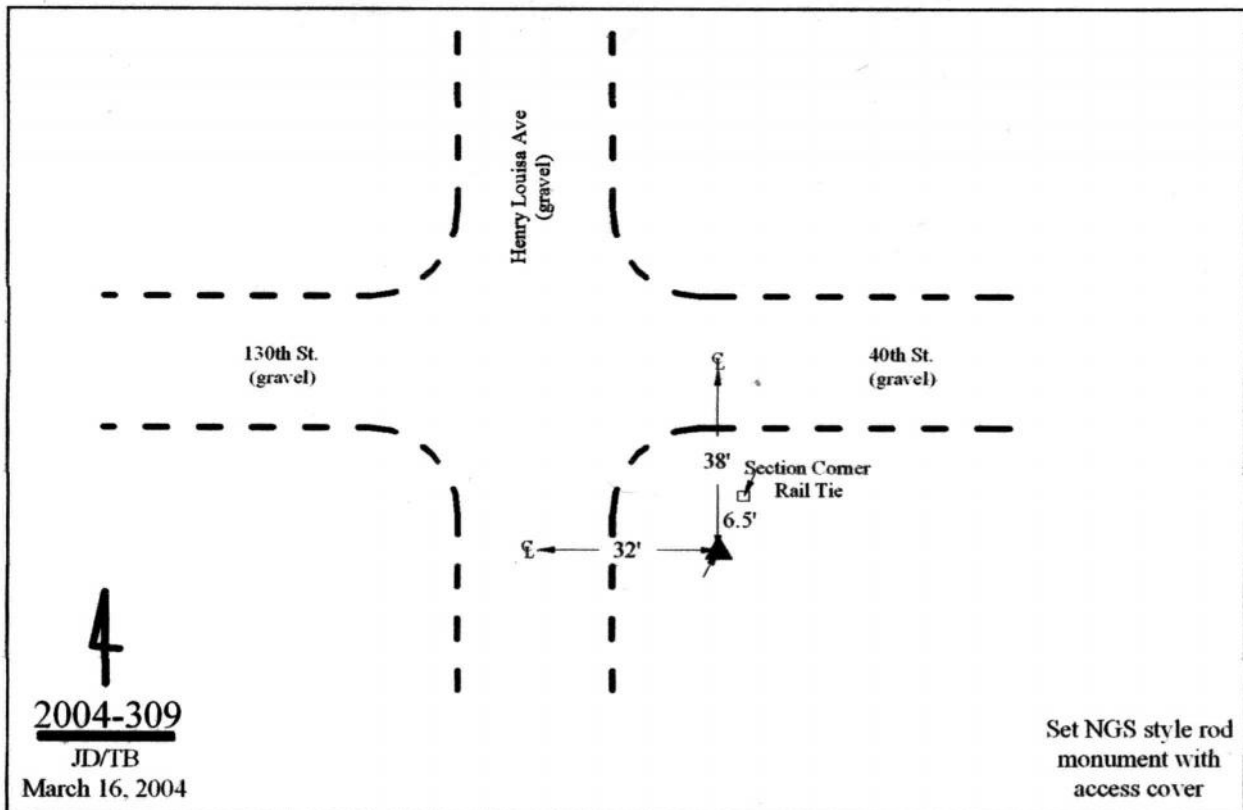 Henry Louisa Ave
(gravel)
130th St.
(gravel)
℄
40th St.
(gravel)
38'
Section Corner
Rail Tie
6.5'
℄
32'
2004-309
JD/TB
March 16, 2004
Set NGS style rod
monument with
access cover